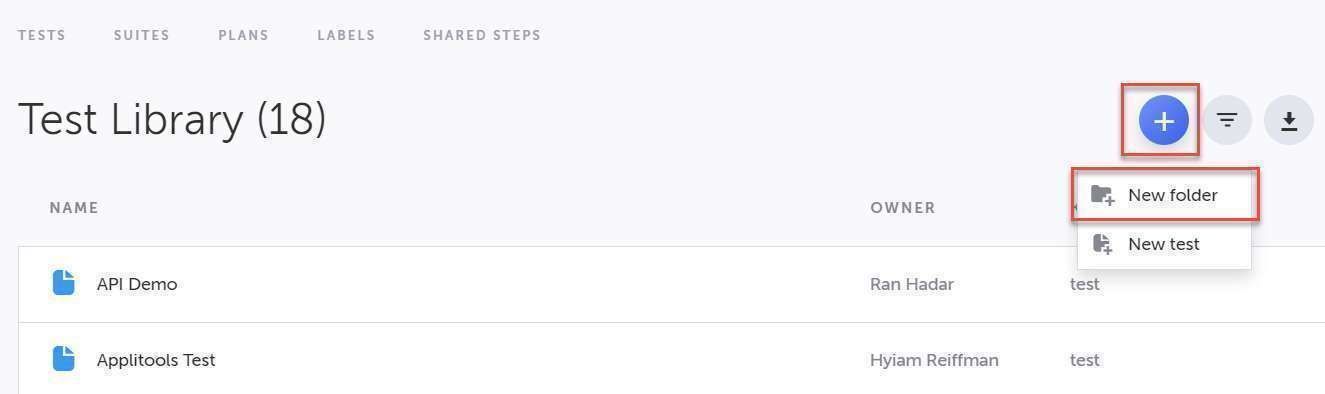 TESTS SUITES PLANS LABELS SHARED STEPS
Test Library (18)
New folder
NAME OWNER
New test
API Demo Ran Hadar test
Applitools Test Hyiam Reiffman test